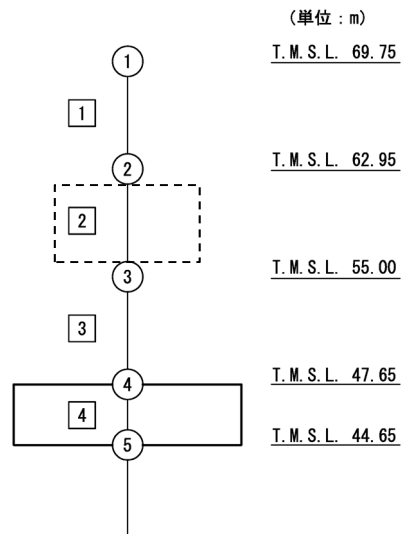 (単位：m)
① T.M.S.L. 69.75
1
② T.M.S.L. 62.95
2
③ T.M.S.L. 55.00
3
④ T.M.S.L. 47.65
4
⑤ T.M.S.L. 44.65